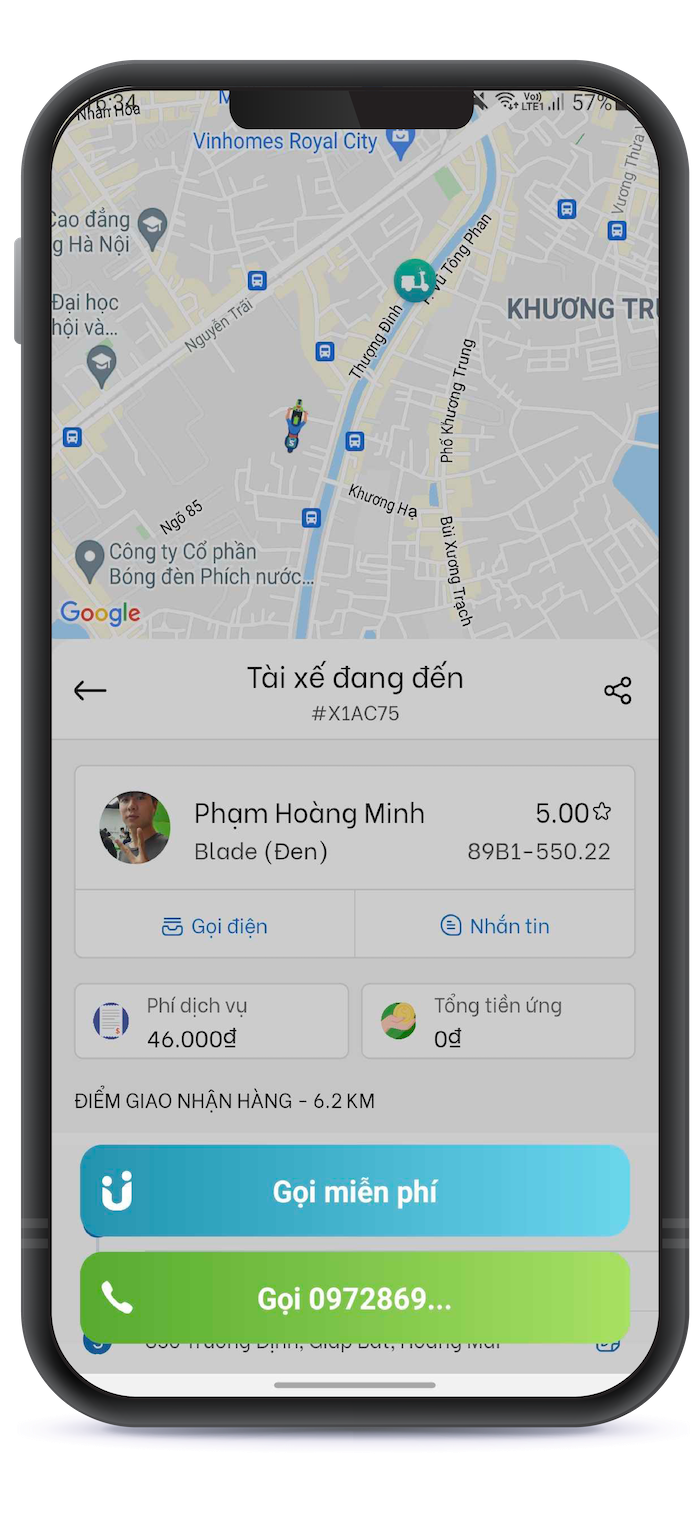 16:34
Nhân Hòa
57%
Vo))
LTE1
Vinhomes Royal City
Vương Thừa
Cao đẳng
g Hà Nội
Vũ Tông Phan
Đại học
hội và...
KHƯƠNG TRU
Nguyễn Trãi
Thượng Đình
Phố Khương Trung
Khương Hạ
Ngõ 85
Bùi Xương Trạch
Công ty Cổ phần
Bóng đèn Phích nước...
Google
Tài xế đang đến
#X1AC75
Phạm Hoàng Minh 5.00
Blade (Đen) 89B1-550.22
Gọi điện Nhắn tin
Phí dịch vụ Tổng tiền ứng
46.000₫ 0₫
ĐIỂM GIAO NHẬN HÀNG - 6.2 KM
Gọi miễn phí
Gọi 0972869...
Trương Định, Giáp Bát, Hoàng Mai